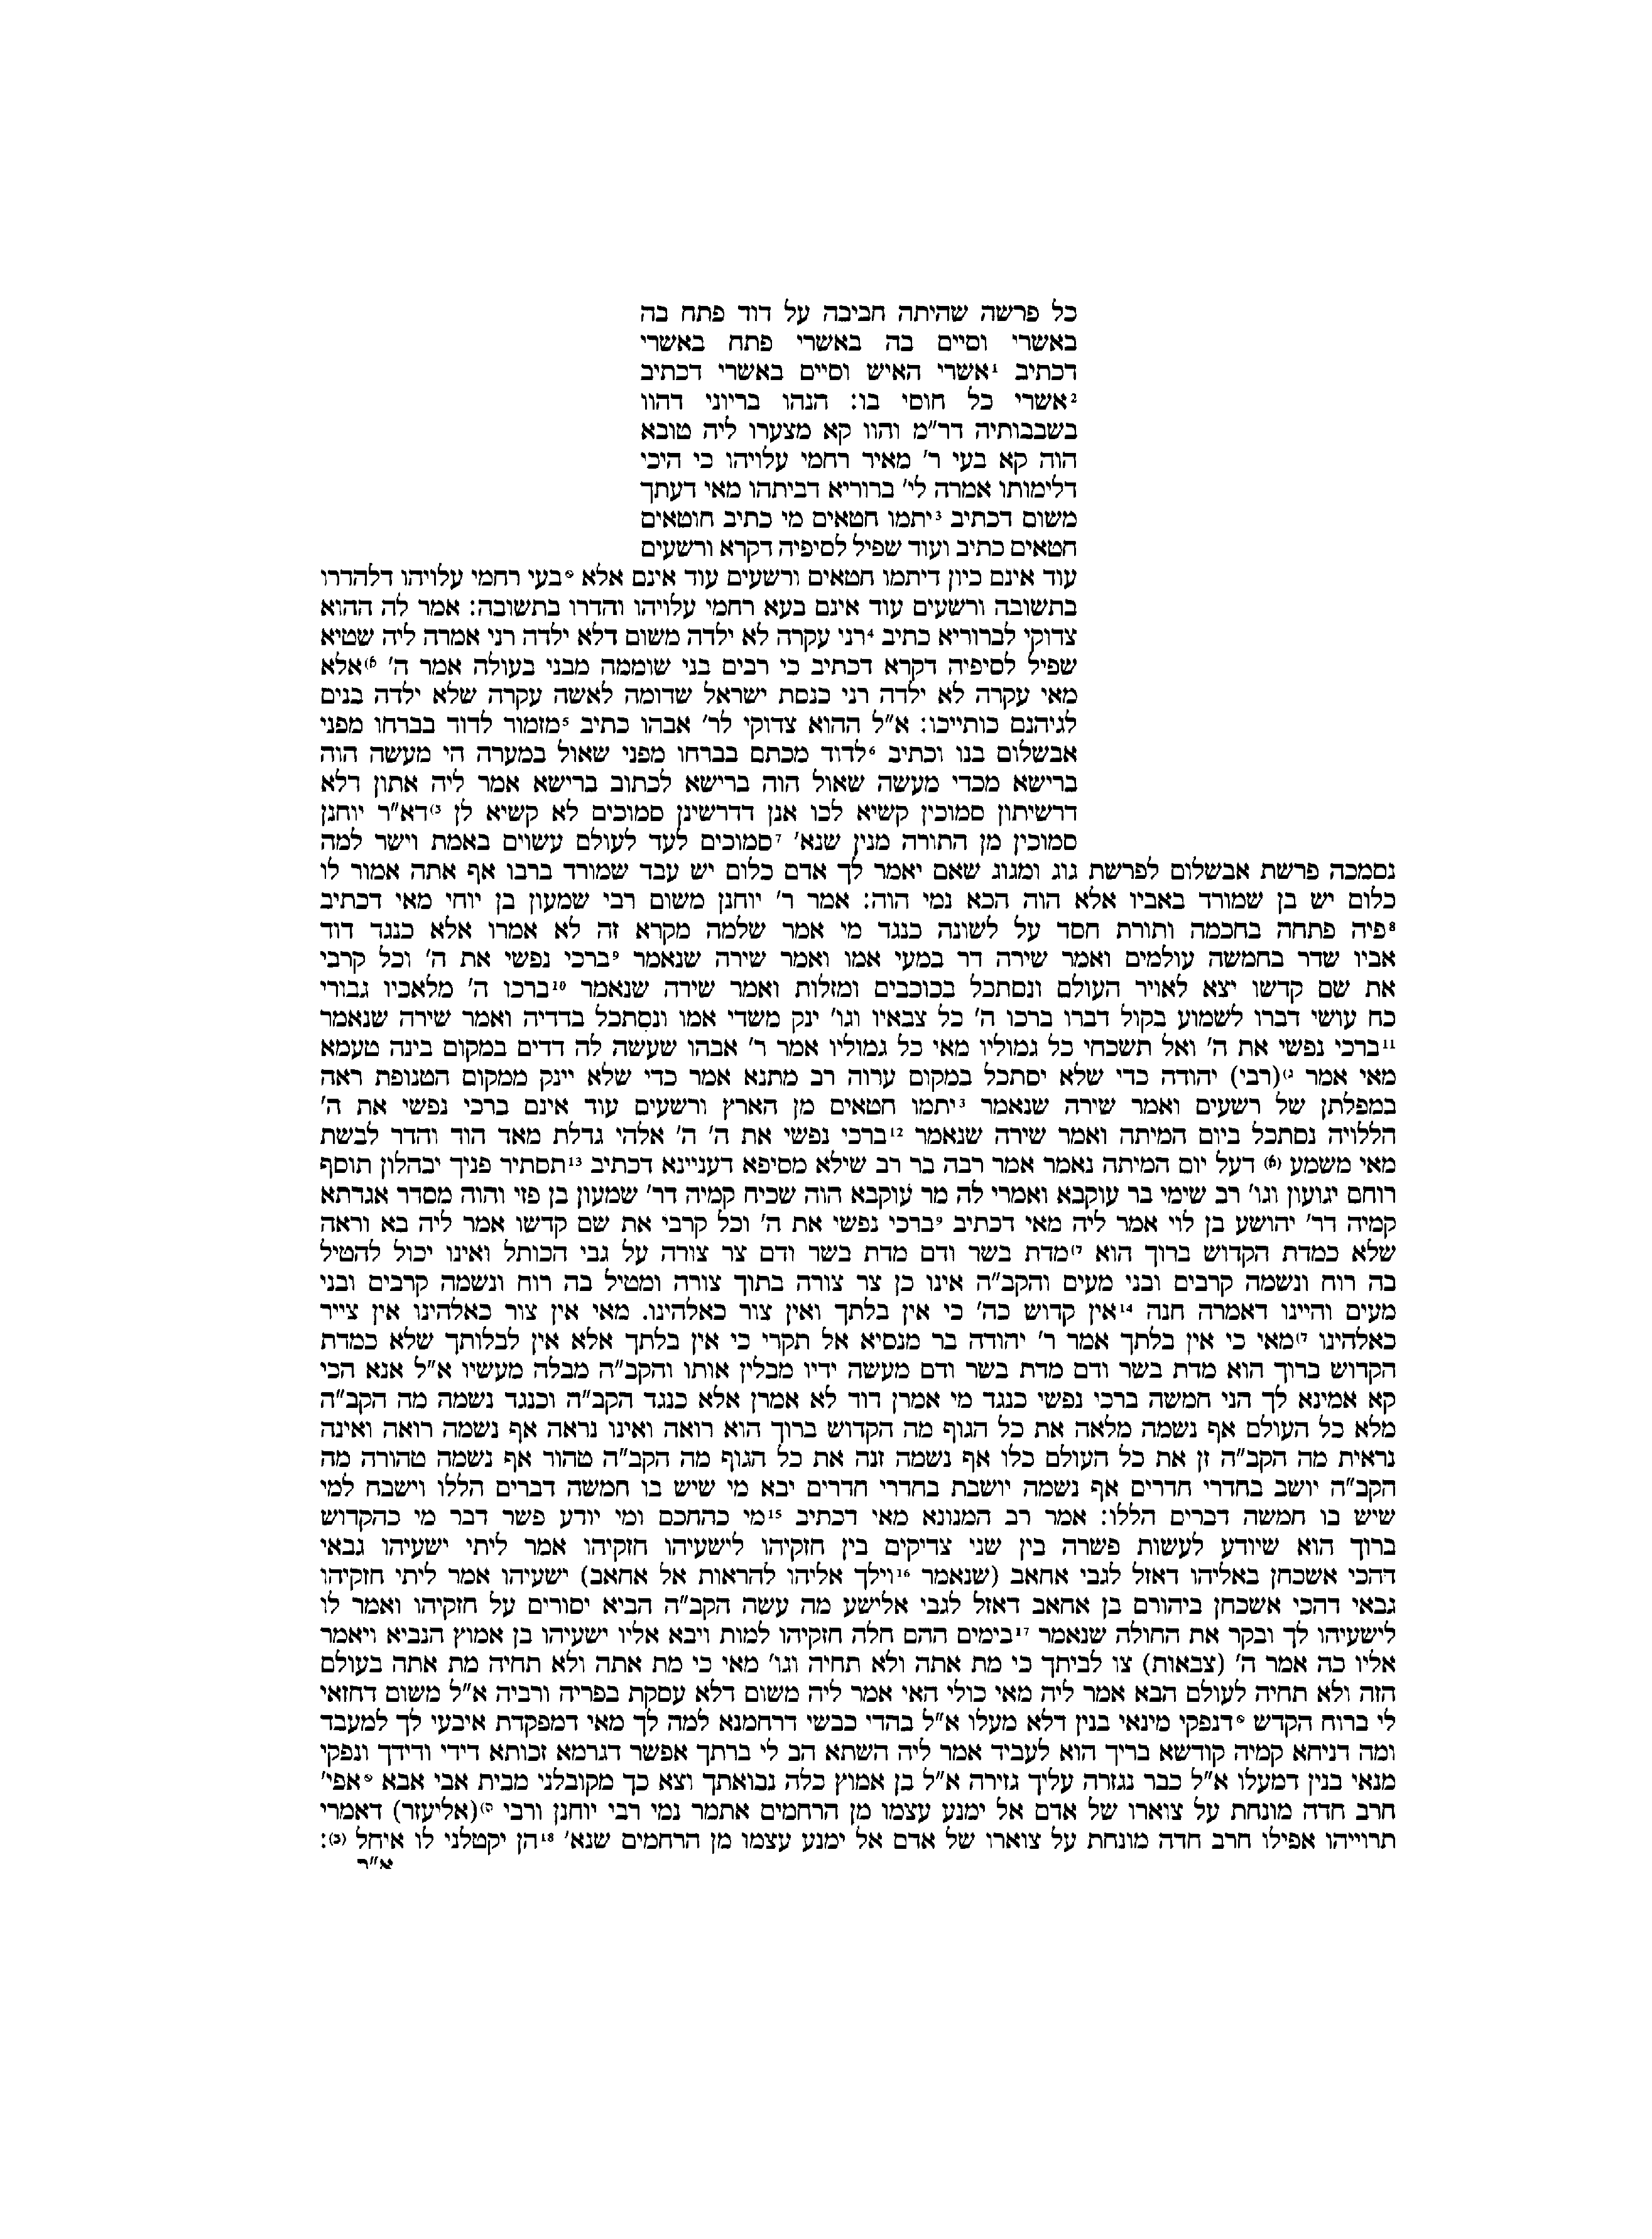 כל פרשה שהיתה חביבה על דוד פתח בה
באשרי וסיים בה באשרי פתח באשרי
דכתיב ¹אשרי האיש וסיים באשרי דכתיב
²אשרי כל חוסי בו: הנהו בריוני דהוו
בשבבותיה דר"מ והוו קא מצערו ליה טובא
הוה קא בעי ר' מאיר רחמי עלויהו כי היכי
דלימותו אמרה לי' ברוריא דביתהו מאי דעתך
משום דכתיב ³יתמו חטאים מי כתיב חוטאים
חטאים כתיב ועוד שפיל לסיפיה דקרא ורשעים
עוד אינם כיון דיתמו חטאים ורשעים עוד אינם אלא בעי רחמי עלויהו דלהדרו
בתשובה ורשעים עוד אינם בעא רחמי עלויהו והדרו בתשובה: אמר לה ההוא
צדוקי לברוריא כתיב ⁴רני עקרה לא ילדה משום דלא ילדה רני אמרה ליה שטיא
שפיל לסיפיה דקרא דכתיב כי רבים בני שוממה מבני בעולה אמר ה' ⁶⁾אלא
מאי עקרה לא ילדה רני כנסת ישראל שדומה לאשה עקרה שלא ילדה בנים
לגיהנם כותייכו: א"ל ההוא צדוקי לר' אבהו כתיב ⁵מזמור לדוד בברחו מפני
אבשלום בנו וכתיב ⁶לדוד מכתם בברחו מפני שאול במערה הי מעשה הוה
ברישא מכדי מעשה שאול הוה ברישא לכתוב ברישא אמר ליה אתון דלא
דרשיתון סמוכין קשיא לכו אנן דדרשינן סמוכים לא קשיא לן ³⁾דא"ר יוחנן
סמוכין מן התורה מנין שנא' ⁷סמוכים לעד לעולם עשוים באמת וישר למה
נסמכה פרשת אבשלום לפרשת גוג ומגוג שאם יאמר לך אדם כלום יש עבד שמורד ברבו אף אתה אמור לו
כלום יש בן שמורד באביו אלא הוה הכא נמי הוה: אמר ר' יוחנן משום רבי שמעון בן יוחי מאי דכתיב
⁸פיה פתחה בחכמה ותורת חסד על לשונה כנגד מי אמר שלמה מקרא זה לא אמרו אלא כנגד דוד
אביו שדר בחמשה עולמים ואמר שירה דר במעי אמו ואמר שירה שנאמר ⁹ברכי נפשי את ה' וכל קרבי
את שם קדשו יצא לאויר העולם ונסתכל בכוכבים ומזלות ואמר שירה שנאמר ¹⁰ברכו ה' מלאכיו גבורי
כח עושי דברו לשמוע בקול דברו ברכו ה' כל צבאיו וגו' ינק משדי אמו ונסתכל בדדיה ואמר שירה שנאמר
¹¹ברכי נפשי את ה' ואל תשכחי כל גמוליו מאי כל גמוליו אמר ר' אבהו שעשה לה דדים במקום בינה טעמא
מאי אמר ג)(רבי) יהודה כדי שלא יסתכל במקום ערוה רב מתנא אמר כדי שלא יינק ממקום הטנופת ראה
במפלתן של רשעים ואמר שירה שנאמר ³יתמו חטאים מן הארץ ורשעים עוד אינם ברכי נפשי את ה'
הללויה נסתכל ביום המיתה ואמר שירה שנאמר ¹²ברכי נפשי את ה' ה' אלהי גדלת מאד הוד והדר לבשת
מאי משמע (6) דעל יום המיתה נאמר אמר רבה בר רב שילא מסיפא דעניינא דכתיב ¹³תסתיר פניך יבהלון תוסף
רוחם יגועון וגו' רב שימי בר עוקבא ואמרי לה מר עוקבא הוה שכיח קמיה דר' שמעון בן פזי והוה מסדר אגדתא
קמיה דר' יהושע בן לוי אמר ליה מאי דכתיב ⁹ברכי נפשי את ה' וכל קרבי את שם קדשו אמר ליה בא וראה
שלא כמדת הקדוש ברוך הוא ד)מדת בשר ודם מדת בשר ודם צר צורה על גבי הכותל ואינו יכול להטיל
בה רוח ונשמה קרבים ובני מעים והקב"ה אינו כן צר צורה בתוך צורה ומטיל בה רוח ונשמה קרבים ובני
מעים והיינו דאמרה חנה ¹⁴אין קדוש כה' כי אין בלתך ואין צור כאלהינו. מאי אין צור כאלהינו אין צייר
כאלהינו ד)מאי כי אין בלתך אמר ר' יהודה בר מנסיא אל תקרי כי אין בלתך אלא אין לבלותך שלא כמדת
הקדוש ברוך הוא מדת בשר ודם מדת בשר ודם מעשה ידיו מבלין אותו והקב"ה מבלה מעשיו א"ל אנא הכי
קא אמינא לך הני חמשה ברכי נפשי כנגד מי אמרן דוד לא אמרן אלא כנגד הקב"ה וכנגד נשמה מה הקב"ה
מלא כל העולם אף נשמה מלאה את כל הגוף מה הקדוש ברוך הוא רואה ואינו נראה אף נשמה רואה ואינה
נראית מה הקב"ה זן את כל העולם כלו אף נשמה זנה את כל הגוף מה הקב"ה טהור אף נשמה טהורה מה
הקב"ה יושב בחדרי חדרים אף נשמה יושבת בחדרי חדרים יבא מי שיש בו חמשה דברים הללו וישבח למי
שיש בו חמשה דברים הללו: אמר רב המנונא מאי דכתיב ¹⁵מי כהחכם ומי יודע פשר דבר מי כהקדוש
ברוך הוא שיודע לעשות פשרה בין שני צדיקים בין חזקיהו לישעיהו חזקיהו אמר ליתי ישעיהו גבאי
דהכי אשכחן באליהו דאזל לגבי אחאב (שנאמר ¹⁶וילך אליהו להראות אל אחאב) ישעיהו אמר ליתי חזקיהו
גבאי דהכי אשכחן ביהורם בן אחאב דאזל לגבי אלישע מה עשה הקב"ה הביא יסורים על חזקיהו ואמר לו
לישעיהו לך ובקר את החולה שנאמר ¹⁷בימים ההם חלה חזקיהו למות ויבא אליו ישעיהו בן אמוץ הנביא ויאמר
אליו כה אמר ה' (צבאות) צו לביתך כי מת אתה ולא תחיה וגו' מאי כי מת אתה ולא תחיה מת אתה בעולם
הזה ולא תחיה לעולם הבא אמר ליה מאי כולי האי אמר ליה משום דלא עסקת בפריה ורביה א"ל משום דחזאי
לי ברוח הקדש דנפקי מינאי בנין דלא מעלו א"ל בהדי כבשי דרחמנא למה לך מאי דמפקדת איבעי לך למעבד
ומה דניחא קמיה קודשא בריך הוא לעביד אמר ליה השתא הב לי ברתך אפשר דגרמא זכותא דידי ודידך ונפקי
מנאי בנין דמעלו א"ל כבר נגזרה עליך גזירה א"ל בן אמוץ כלה נבואתך וצא כך מקובלני מבית אבי אבא אפי'
חרב חדה מונחת על צוארו של אדם אל ימנע עצמו מן הרחמים אתמר נמי רבי יוחנן ורבי ה)(אליעזר) דאמרי
תרוייהו אפילו חרב חדה מונחת על צוארו של אדם אל ימנע עצמו מן הרחמים שנא' ¹⁸הן יקטלני לו איחל (3):
א"ר